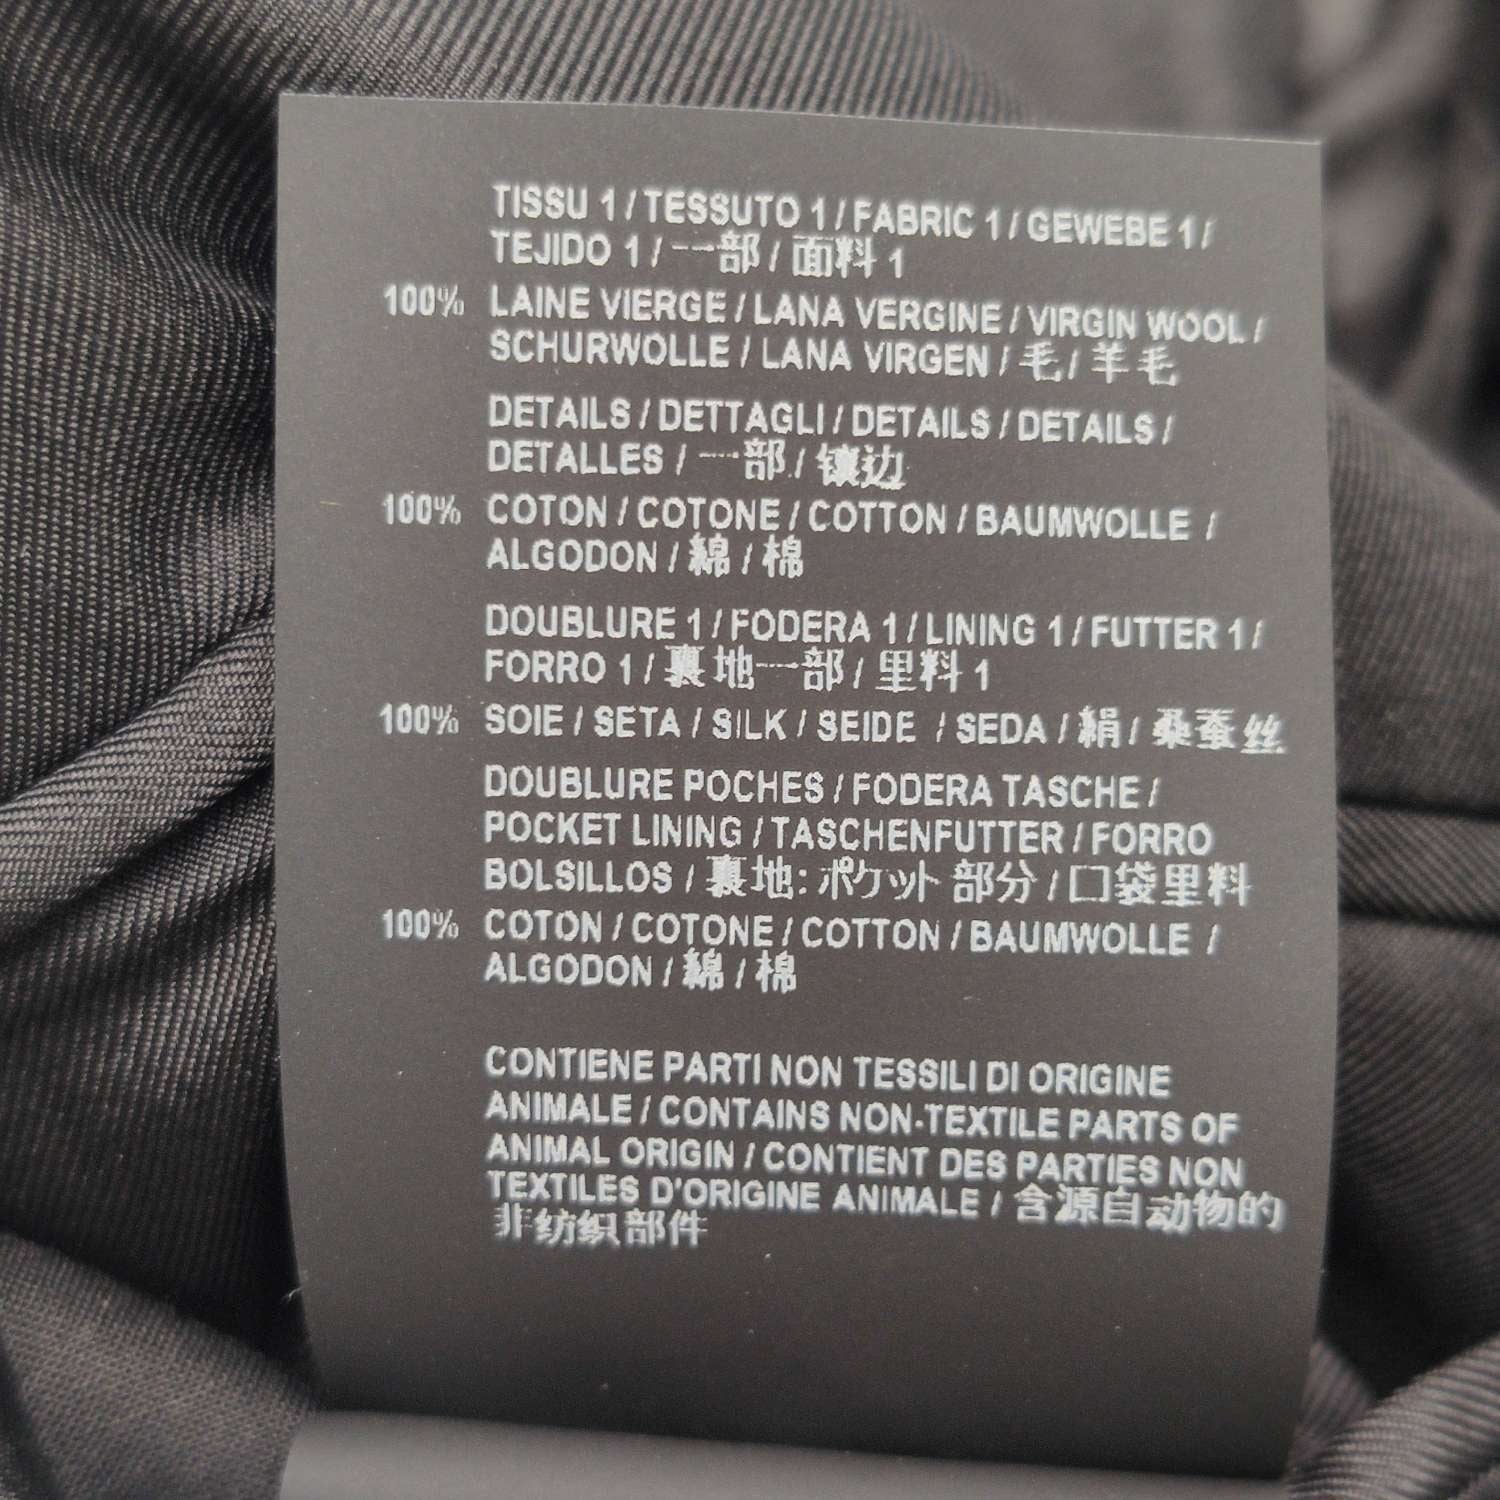 TISSU 1 / TESSUTO 1 / FABRIC 1 / GEWEBE 1 /
TEJIDO 1 / 一部 / 面料 1
100% LAINE VIERGE / LANA VERGINE / VIRGIN WOOL /
SCHURWOLLE / LANA VIRGEN / 毛 / 羊毛
DETAILS / DETTAGLI / DETAILS / DETAILS /
DETALLES / 一部 / 镶边
100% COTON / COTONE / COTTON / BAUMWOLLE /
ALGODON / 綿 / 棉
DOUBLURE 1 / FODERA 1 / LINING 1 / FUTTER 1 /
FORRO 1 / 裏地一部 / 里料 1
100% SOIE / SETA / SILK / SEIDE / SEDA / 絹 / 桑蚕丝
DOUBLURE POCHES / FODERA TASCHE /
POCKET LINING / TASCHENFUTTER / FORRO
BOLSILLOS / 裏地: ポケット 部分 / 口袋里料
100% COTON / COTONE / COTTON / BAUMWOLLE /
ALGODON / 綿 / 棉
CONTIENE PARTI NON TESSILI DI ORIGINE
ANIMALE / CONTAINS NON-TEXTILE PARTS OF
ANIMAL ORIGIN / CONTIENT DES PARTIES NON
TEXTILES D'ORIGINE ANIMALE / 含源自动物的
非纺织部件